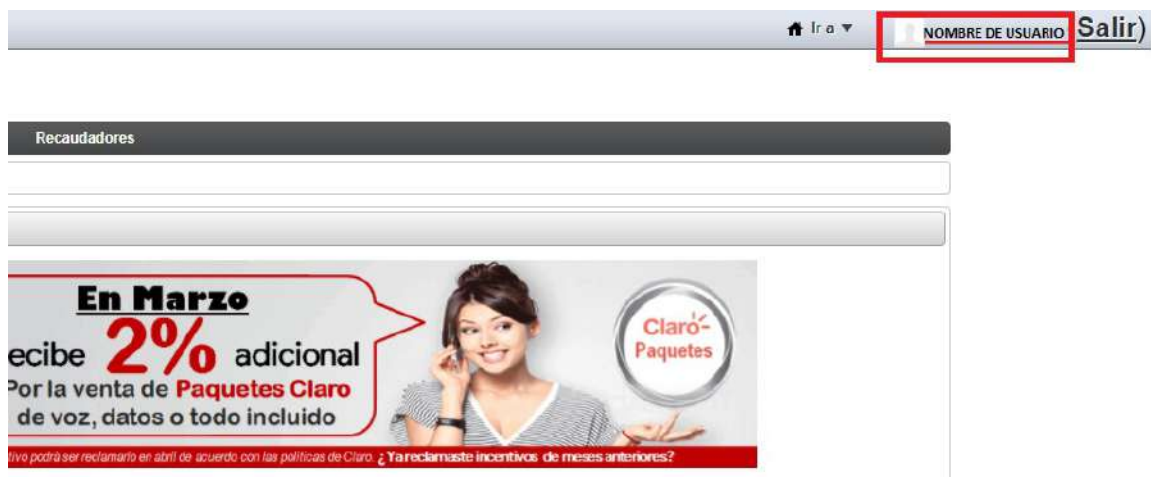 Ir a
NOMBRE DE USUARIO Salir)
Recaudadores
En Marzo
ecibe 2% adicional
Por la venta de Paquetes Claro
de voz, datos o todo incluido
Claro-
Paquetes
tivo podrá ser reclamarlo en abril de acuerdo con las políticas de Claro. ¿Ya reclamaste incentivos de meses anteriores?